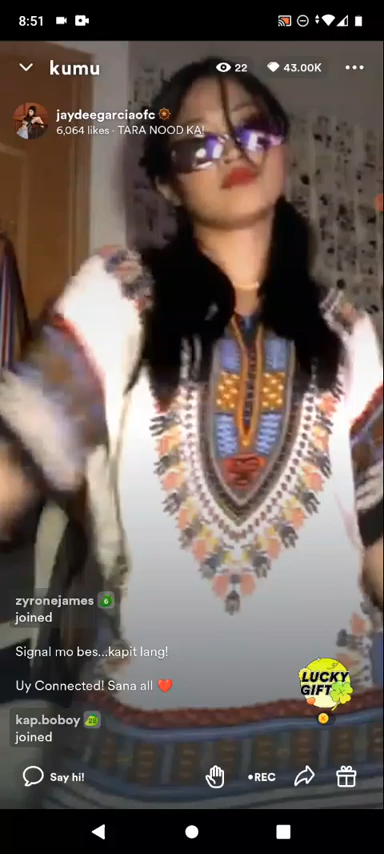 8:51
kumu
22
43.00K
jaydeegarciaofc
6,064 likes · TARA NOOD KA!
zyronejames 6
joined
Signal mo bes...kapit lang!
Uy Connected! Sana all ❤️
LUCKY
GIFT
kap.boboy
joined
Say hi!
•REC